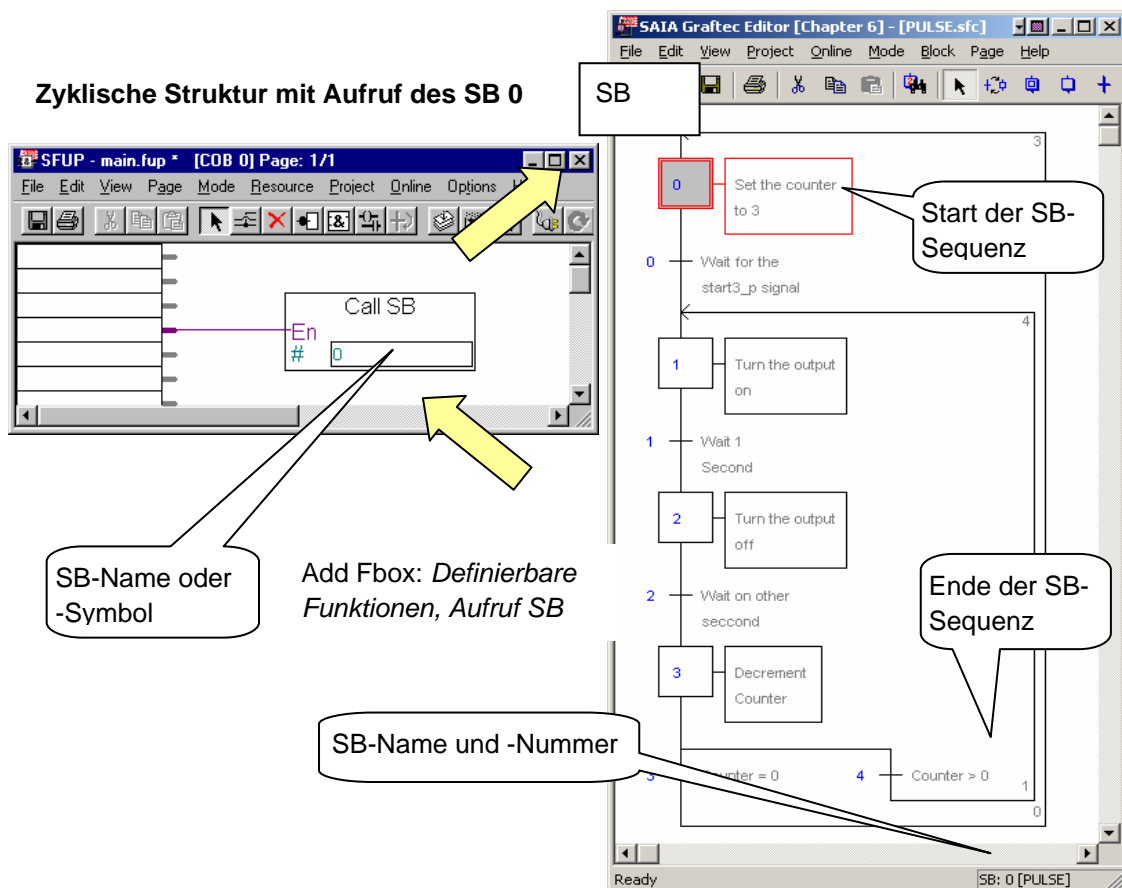 Zyklische Struktur mit Aufruf des SB 0
SFUP - main.fup * [COB 0] Page: 1/1
File Edit View Page Mode Resource Project Online Options
Call SB
En
# 0
SB-Name oder
-Symbol
Add Fbox: Definierbare
Funktionen, Aufruf SB
SAIA Graftec Editor [Chapter 6] - [PULSE.sfc]
File Edit View Project Online Mode Block Page Help
SB
3
0 Set the counter
to 3
Start der SB-
Sequenz
0 Wait for the
start3_p signal
4
1 Turn the output
on
1 Wait 1
Second
2 Turn the output
off
2 Wait on other
seccond
Ende der SB-
Sequenz
3 Decrement
Counter
SB-Name und -Nummer
3 = 0
4 Counter > 0
1
0
Ready SB: 0 [PULSE]